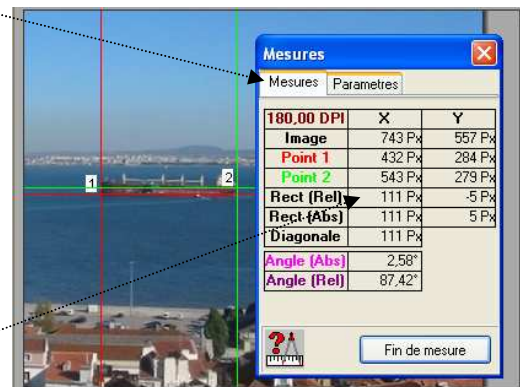 Mesures
Mesures Parametres
180,00 DPI X Y
Image 743 Px 557 Px
Point 1 432 Px 284 Px
Point 2 543 Px 279 Px
Rect (Rel) 111 Px -5 Px
Rect (Abs) 111 Px 5 Px
Diagonale 111 Px
Angle (Abs) 2,58°
Angle (Rel) 87,42°
1 2
Fin de mesure